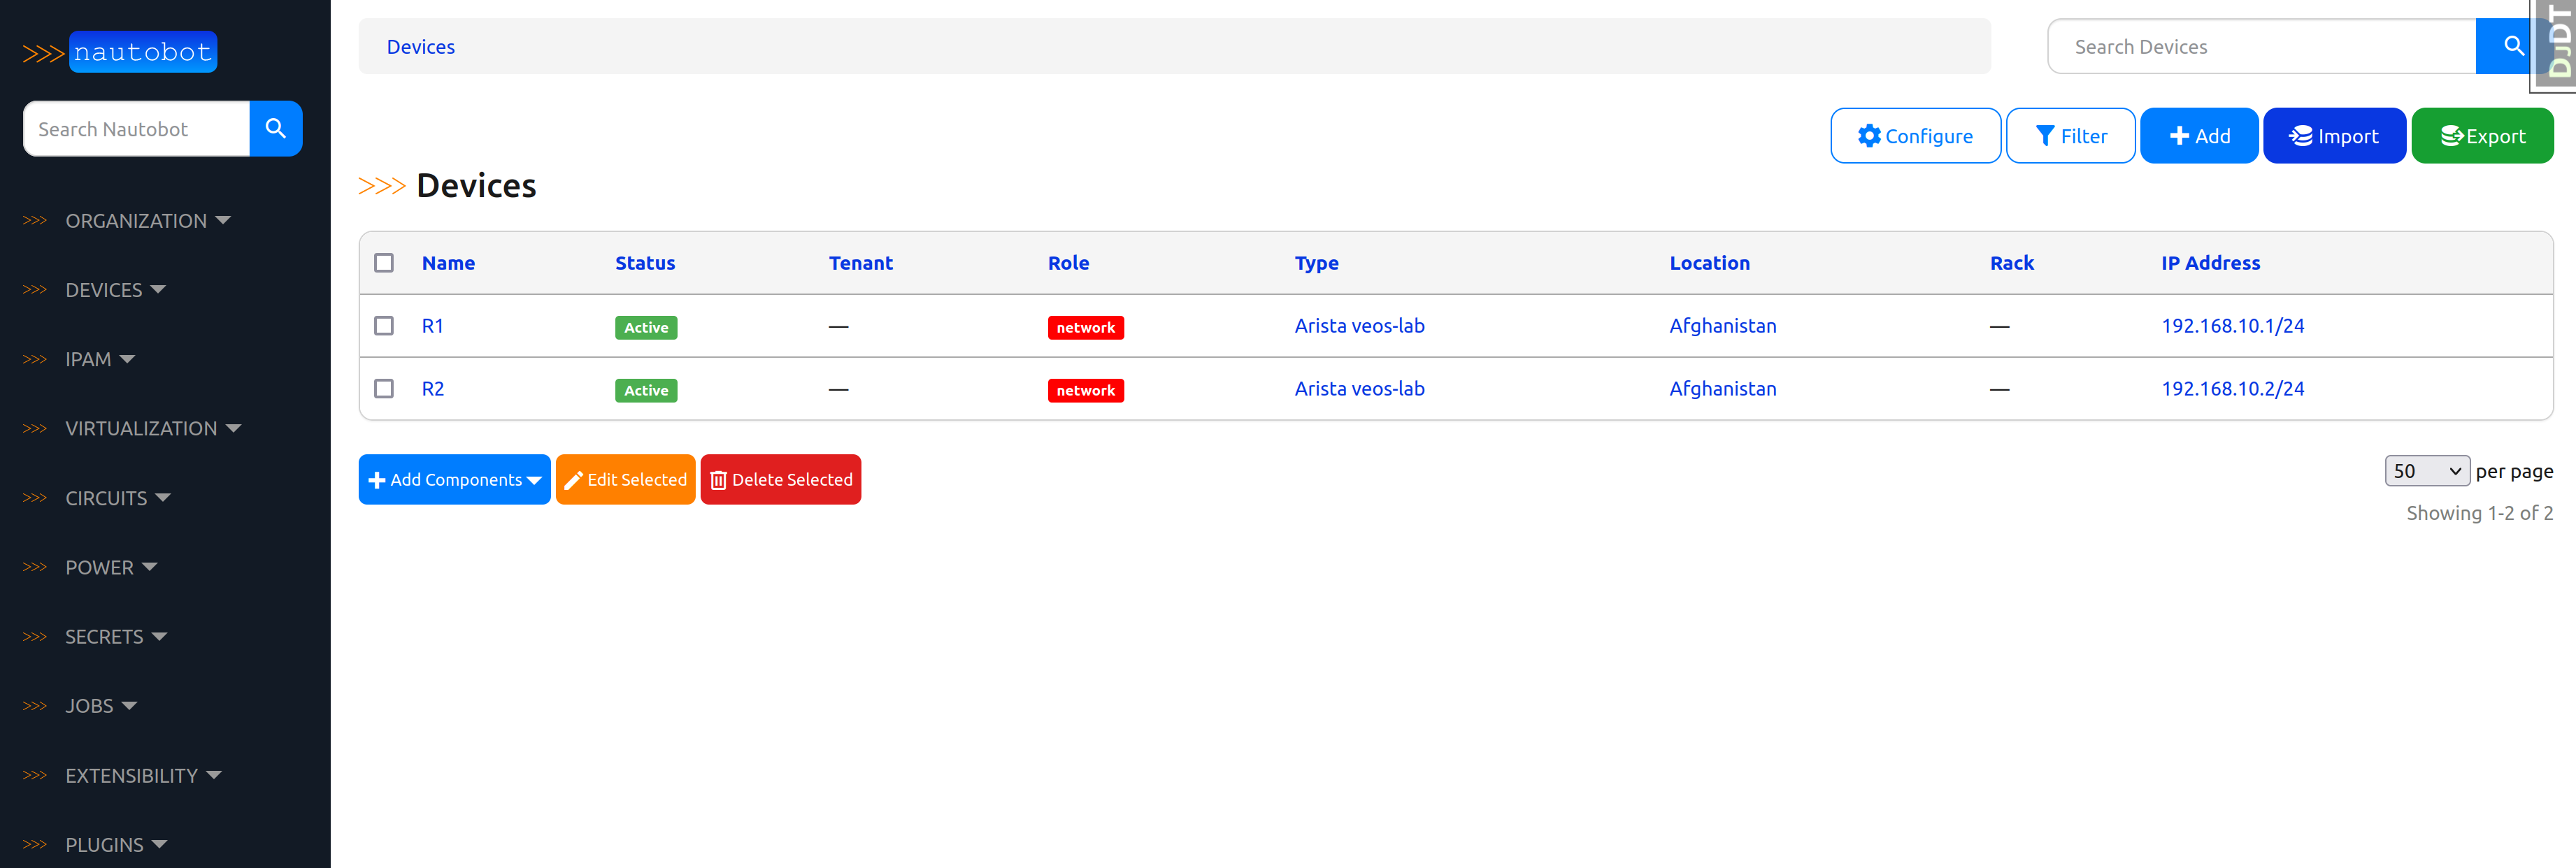 >>> nautobot
Search Nautobot
>>> ORGANIZATION
>>> DEVICES
>>> IPAM
>>> VIRTUALIZATION
>>> CIRCUITS
>>> POWER
>>> SECRETS
>>> JOBS
>>> EXTENSIBILITY
>>> PLUGINS
Devices
Search Devices
DJDT
Configure Filter Add Import Export
>>> Devices
Name Status Tenant Role Type Location Rack IP Address
R1 Active — network Arista veos-lab Afghanistan — 192.168.10.1/24
R2 Active — network Arista veos-lab Afghanistan — 192.168.10.2/24
Add Components Edit Selected Delete Selected
50 per page
Showing 1-2 of 2